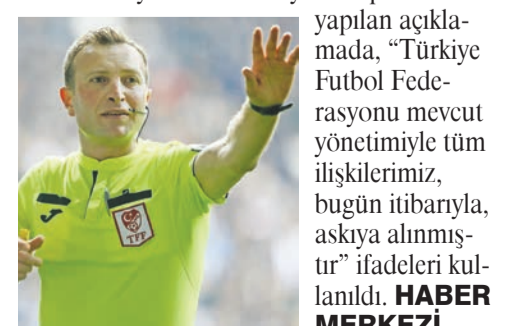 yapılan açıkla-
mada, “Türkiye
Futbol Fede-
rasyonu mevcut
yönetimiyle tüm
ilişkilerimiz,
bugün itibarıyla,
askıya alınmış-
tır” ifadeleri kul-
lanıldı. HABER
MERKEZİ
TFF